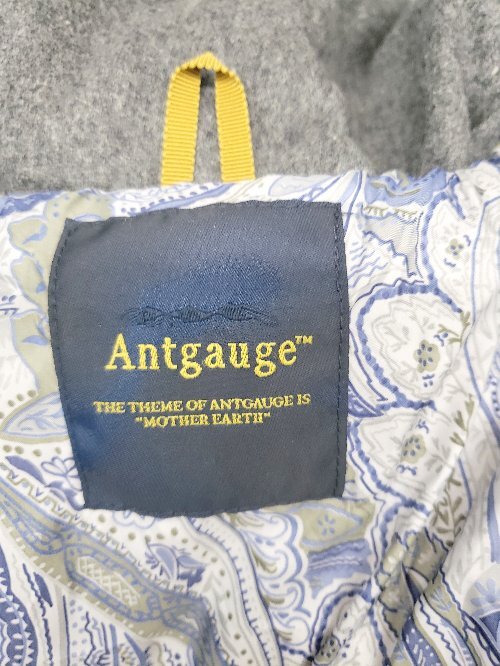 Antgauge™
THE THEME OF ANTGAUGE IS
"MOTHER EARTH"